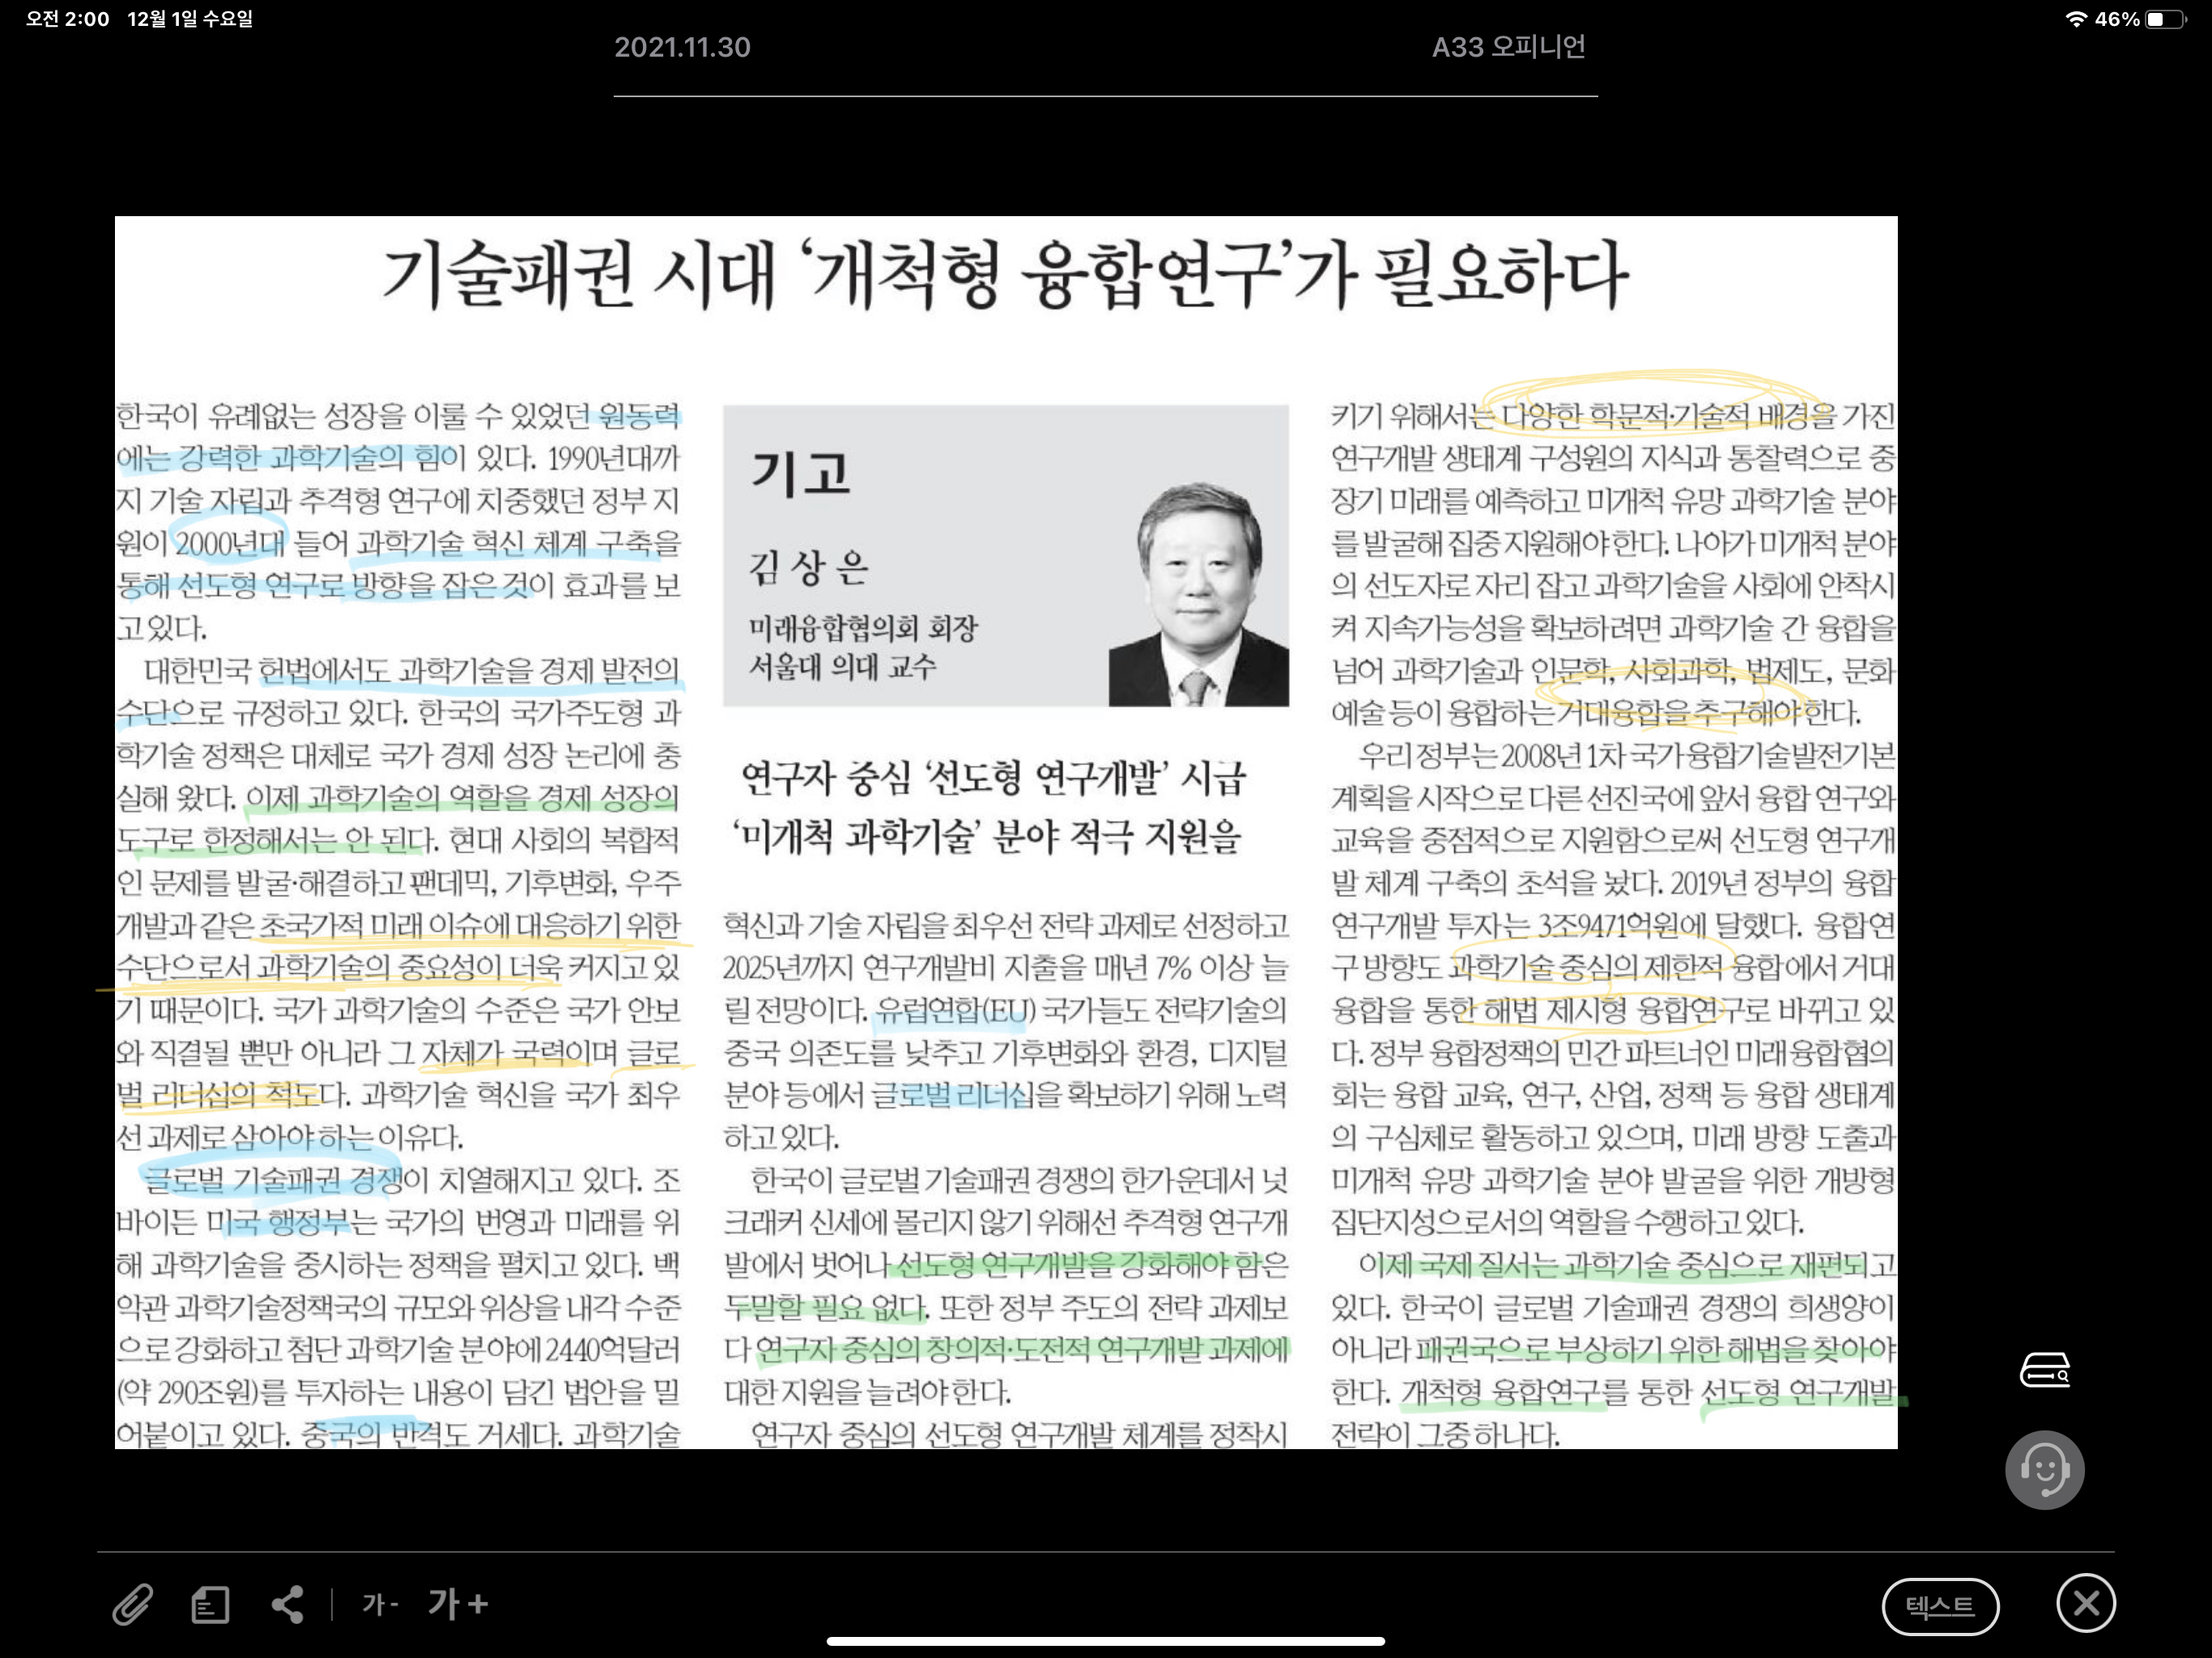 오전 2:00 12월 1일 수요일
46%
2021.11.30
A33 오피니언
기술패권 시대 ‘개척형 융합연구’가 필요하다
한국이 유례없는 성장을 이룰 수 있었던 원동력
에는 강력한 과학기술의 힘이 있다. 1990년대까
지 기술 자립과 추격형 연구에 치중했던 정부 지
원이 2000년대 들어 과학기술 혁신 체계 구축을
통해 선도형 연구로 방향을 잡은 것이 효과를 보
고 있다.
대한민국 헌법에서도 과학기술을 경제 발전의
수단으로 규정하고 있다. 한국의 국가주도형 과
학기술 정책은 대체로 국가 경제 성장 논리에 충
실해 왔다. 이제 과학기술의 역할을 경제 성장의
도구로 한정해서는 안 된다. 현대 사회의 복합적
인 문제를 발굴·해결하고 팬데믹, 기후변화, 우주
개발과 같은 초국가적 미래 이슈에 대응하기 위한
수단으로서 과학기술의 중요성이 더욱 커지고 있
기 때문이다. 국가 과학기술의 수준은 국가 안보
와 직결될 뿐만 아니라 그 자체가 국력이며 글로
벌 리더십의 척도다. 과학기술 혁신을 국가 최우
선 과제로 삼아야 하는 이유다.
글로벌 기술패권 경쟁이 치열해지고 있다. 조
바이든 미국 행정부는 국가의 번영과 미래를 위
해 과학기술을 중시하는 정책을 펼치고 있다. 백
악관 과학기술정책국의 규모와 위상을 내각 수준
으로 강화하고 첨단 과학기술 분야에 2440억달러
(약 290조원)를 투자하는 내용이 담긴 법안을 밀
어붙이고 있다. 중국의 반격도 거세다. 과학기술
기고
김상은
미래융합협의회 회장
서울대 의대 교수
연구자 중심 ‘선도형 연구개발’ 시급
‘미개척 과학기술’ 분야 적극 지원을
혁신과 기술 자립을 최우선 전략 과제로 선정하고
2025년까지 연구개발비 지출을 매년 7% 이상 늘
릴 전망이다. 유럽연합(EU) 국가들도 전략기술의
중국 의존도를 낮추고 기후변화와 환경, 디지털
분야 등에서 글로벌 리더십을 확보하기 위해 노력
하고 있다.
한국이 글로벌 기술패권 경쟁의 한가운데서 넛
크래커 신세에 몰리지 않기 위해선 추격형 연구개
발에서 벗어나 선도형 연구개발을 강화해야 함은
두말할 필요 없다. 또한 정부 주도의 전략 과제보
다 연구자 중심의 창의적·도전적 연구개발 과제에
대한 지원을 늘려야 한다.
연구자 중심의 선도형 연구개발 체계를 정착시
키기 위해서는 다양한 학문적·기술적 배경을 가진
연구개발 생태계 구성원의 지식과 통찰력으로 중
장기 미래를 예측하고 미개척 유망 과학기술 분야
를 발굴해 집중 지원해야 한다. 나아가 미개척 분야
의 선도자로 자리 잡고 과학기술을 사회에 안착시
켜 지속가능성을 확보하려면 과학기술 간 융합을
넘어 과학기술과 인문학, 사회과학, 법제도, 문화
예술 등이 융합하는 거대융합을 추구해야 한다.
우리 정부는 2008년 1차 국가융합기술발전기본
계획을 시작으로 다른 선진국에 앞서 융합 연구와
교육을 중점적으로 지원함으로써 선도형 연구개
발 체계 구축의 초석을 놨다. 2019년 정부의 융합
연구개발 투자는 3조9471억원에 달했다. 융합연
구 방향도 과학기술 중심의 제한적 융합에서 거대
융합을 통한 해법 제시형 융합연구로 바뀌고 있
다. 정부 융합정책의 민간 파트너인 미래융합협의
회는 융합 교육, 연구, 산업, 정책 등 융합 생태계
의 구심체로 활동하고 있으며, 미래 방향 도출과
미개척 유망 과학기술 분야 발굴을 위한 개방형
집단지성으로서의 역할을 수행하고 있다.
이제 국제 질서는 과학기술 중심으로 재편되고
있다. 한국이 글로벌 기술패권 경쟁의 희생양이
아니라 패권국으로 부상하기 위한 해법을 찾아야
한다. 개척형 융합연구를 통한 선도형 연구개발
전략이 그중 하나다.
가- 가+
텍스트